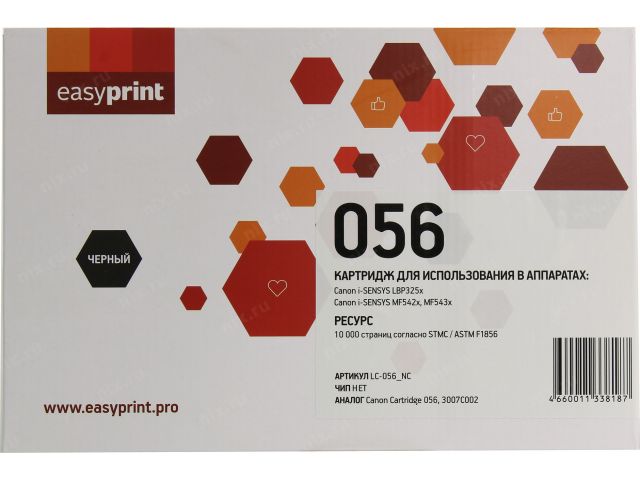 easyprint
056
ЧЕРНЫЙ
КАРТРИДЖ ДЛЯ ИСПОЛЬЗОВАНИЯ В АППАРАТАХ:
Canon i-SENSYS LBP325x
Canon i-SENSYS MF542x, MF543x
РЕСУРС
10 000 страниц согласно STMC / ASTM F1856
АРТИКУЛ LC-056_NC
ЧИП НЕТ
АНАЛОГ Canon Cartridge 056, 3007C002
4 660011 338187
www.easyprint.pro